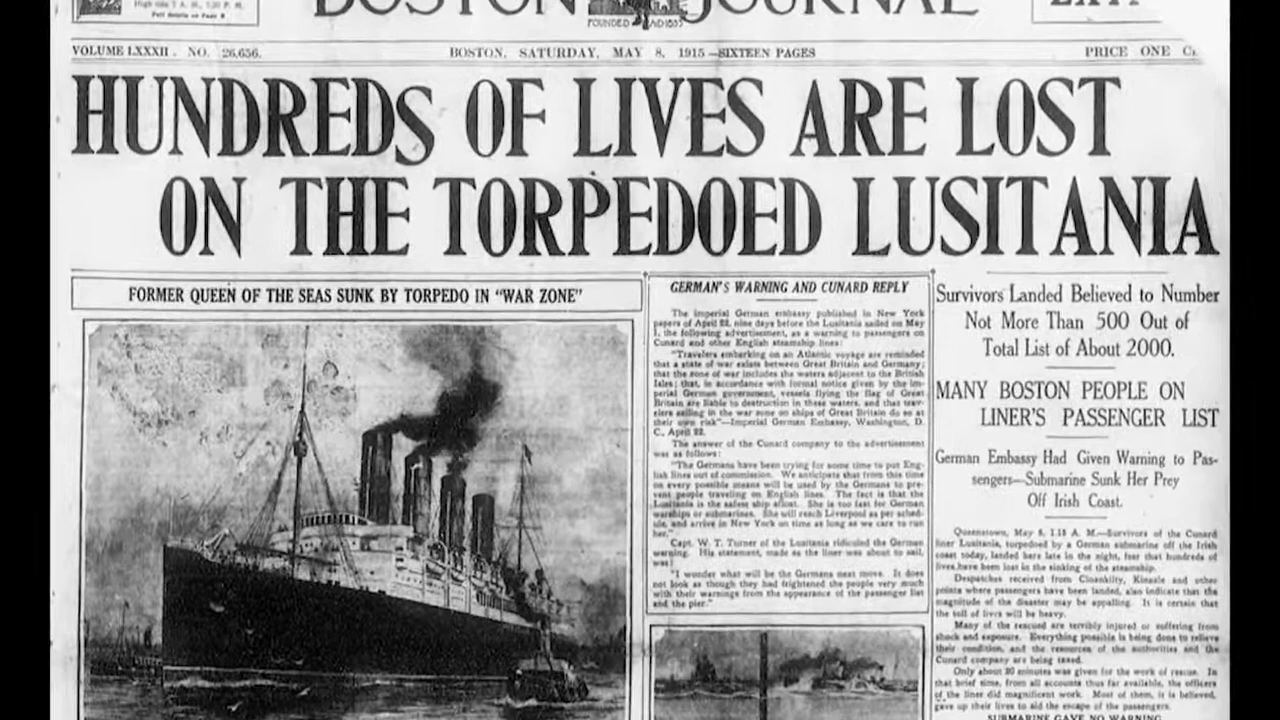 High tide 7 A. M., 7:30 P. M.
Full details on Page 8
BOSTON JOURNAL
FOUNDED AD 1833
VOLUME LXXXII. NO. 26,656.
BOSTON, SATURDAY, MAY 8, 1915—SIXTEEN PAGES
PRICE ONE
HUNDREDS OF LIVES ARE LOST
ON THE TORPEDOED LUSITANIA
FORMER QUEEN OF THE SEAS SUNK BY TORPEDO IN "WAR ZONE"
GERMAN'S WARNING AND CUNARD REPLY
The imperial German embassy published in New York
papers of April 22, nine days before the Lusitania sailed on May
1, the following advertisement, as a warning to passengers on
Cunard and other English steamship lines:
"Travelers embarking on an Atlantic voyage are reminded
that a state of war exists between Great Britain and Germany;
that the zone of war includes the waters adjacent to the British
Isles; that, in accordance with formal notice given by the Im-
perial German government, vessels flying the flag of Great
Britain are liable to destruction in these waters, and that trav-
elers sailing in the war zone on ships of Great Britain do so at
their own risk"—Imperial German Embassy, Washington, D.
C., April 22.
The answer of the Cunard company to the advertisement
was as follows:
"The Germans have been trying for some time to put Eng-
lish lines out of commission. We anticipate that from this time
on every possible means will be used by the Germans to pre-
vent people traveling on English lines. The fact is that the
Lusitania is the safest ship afloat. She is too fast for German
warships or submarines. She will reach Liverpool as per sched-
ule, and arrive in New York on time as long as we care to run
her."
Capt. W. T. Turner of the Lusitania ridiculed the German
warning. His statement, made as the liner was about to sail,
was:
"I wonder what will be the Germans next move. It does
not look as though they had frightened the people very much
with their warnings from the appearance of the passenger list
and the pier."
Survivors Landed Believed to Number
Not More Than 500 Out of
Total List of About 2000.
MANY BOSTON PEOPLE ON
LINER'S PASSENGER LIST
German Embassy Had Given Warning to Pas-
sengers—Submarine Sunk Her Prey
Off Irish Coast.
Queenstown, May 8, 1.18 A. M.—Survivors of the Cunard
liner Lusitania, torpedoed by a German submarine off the Irish
coast today, landed here late in the night, fear that hundreds of
lives have been lost in the sinking of the steamship.
Despatches received from Clonakilty, Kinsale and other
points where passengers have been landed, also indicate that the
magnitude of the disaster may be appalling. It is certain that
the toll of lives will be heavy.
Many of the rescued are terribly injured or suffering from
shock and exposure. Everything possible is being done to relieve
their condition, and the resources of the authorities and the
Cunard company are being taxed.
Only about 20 minutes was given for the work of rescue. In
that brief time, from all accounts thus far available, the officers
of the liner did magnificent work. Most of them, it is believed,
gave up their lives to aid the escape of the passengers.
SUBMARINE GAVE NO WARNING